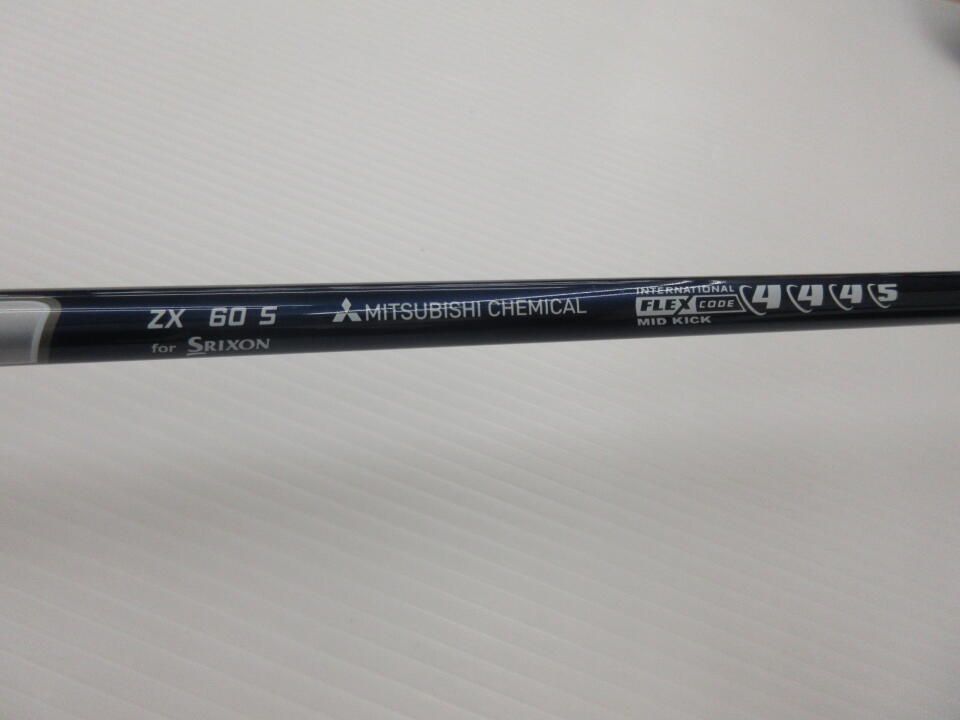 ZX 60 S
for SRIXON
MITSUBISHI CHEMICAL
INTERNATIONAL
FLEX CODE
MID KICK
4 4 4 5